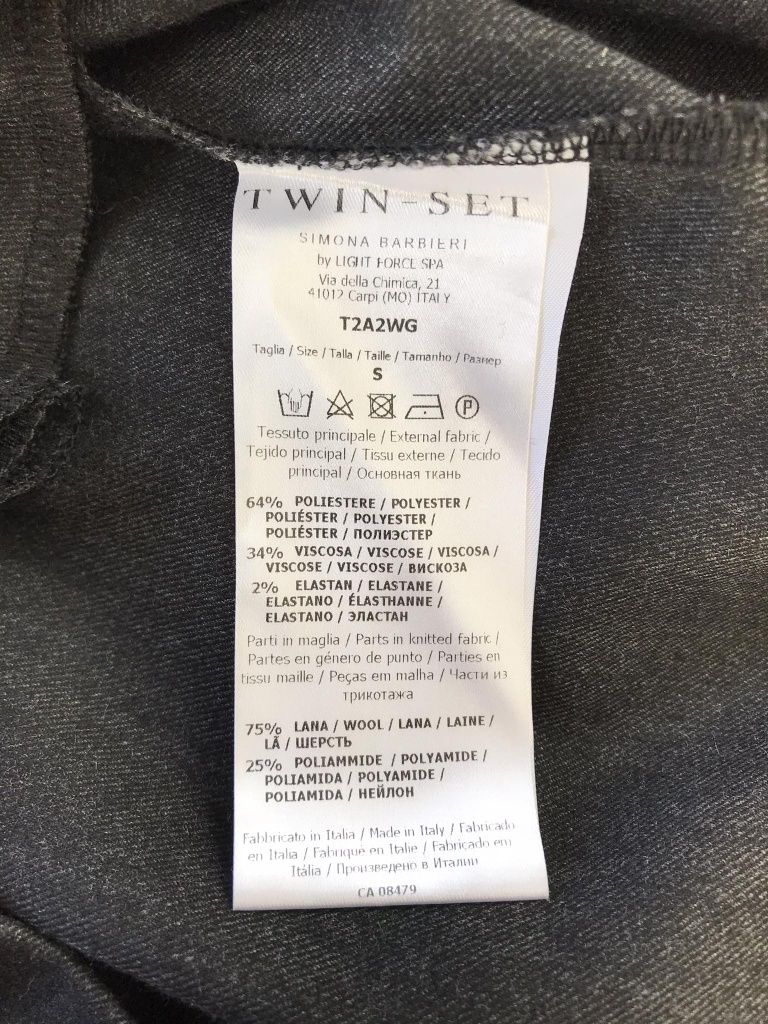 TWIN-SET
SIMONA BARBIERI
by LIGHT FORCE SPA
Via della Chimica, 21
41012 Carpi (MO) ITALY
T2A2WG
Taglia / Size / Talla / Taille / Tamanho / Размер
S
P
Tessuto principale / External fabric /
Tejido principal / Tissu externe / Tecido
principal / Основная ткань
64% POLIESTERE / POLYESTER /
POLIÉSTER / POLYESTER /
POLIÉSTER / ПОЛИЭСТЕР
34% VISCOSA / VISCOSE / VISCOSA /
VISCOSE / VISCOSE / ВИСКОЗА
2% ELASTAN / ELASTANE /
ELASTANO / ÉLASTHANNE /
ELASTANO / ЭЛАСТАН
Parti in maglia / Parts in knitted fabric /
Partes en género de punto / Parties en
tissu maille / Peças em malha / Части из
трикотажа
75% LANA / WOOL / LANA / LAINE /
LÃ / ШЕРСТЬ
25% POLIAMMIDE / POLYAMIDE /
POLIAMIDA / POLYAMIDE /
POLIAMIDA / НЕЙЛОН
Fabbricato in Italia / Made in Italy / Fabricado
en Italia / Fabriqué en Italie / Fabricado em
Itália / Произведено в Италии
CA 08479